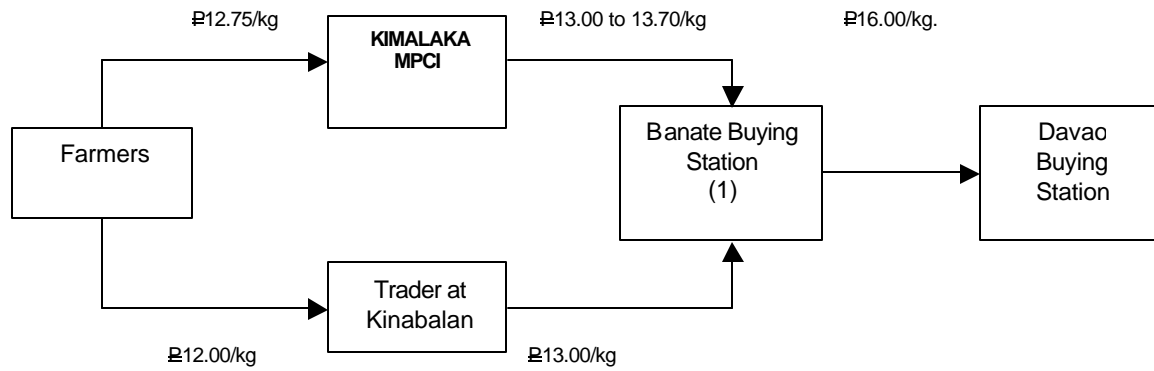 ₱12.75/kg
₱13.00 to 13.70/kg
₱16.00/kg.
KIMALAKA
MPCI
Farmers
Banate Buying
Station
(1)
Davao
Buying
Station
Trader at
Kinabalan
₱12.00/kg
₱13.00/kg